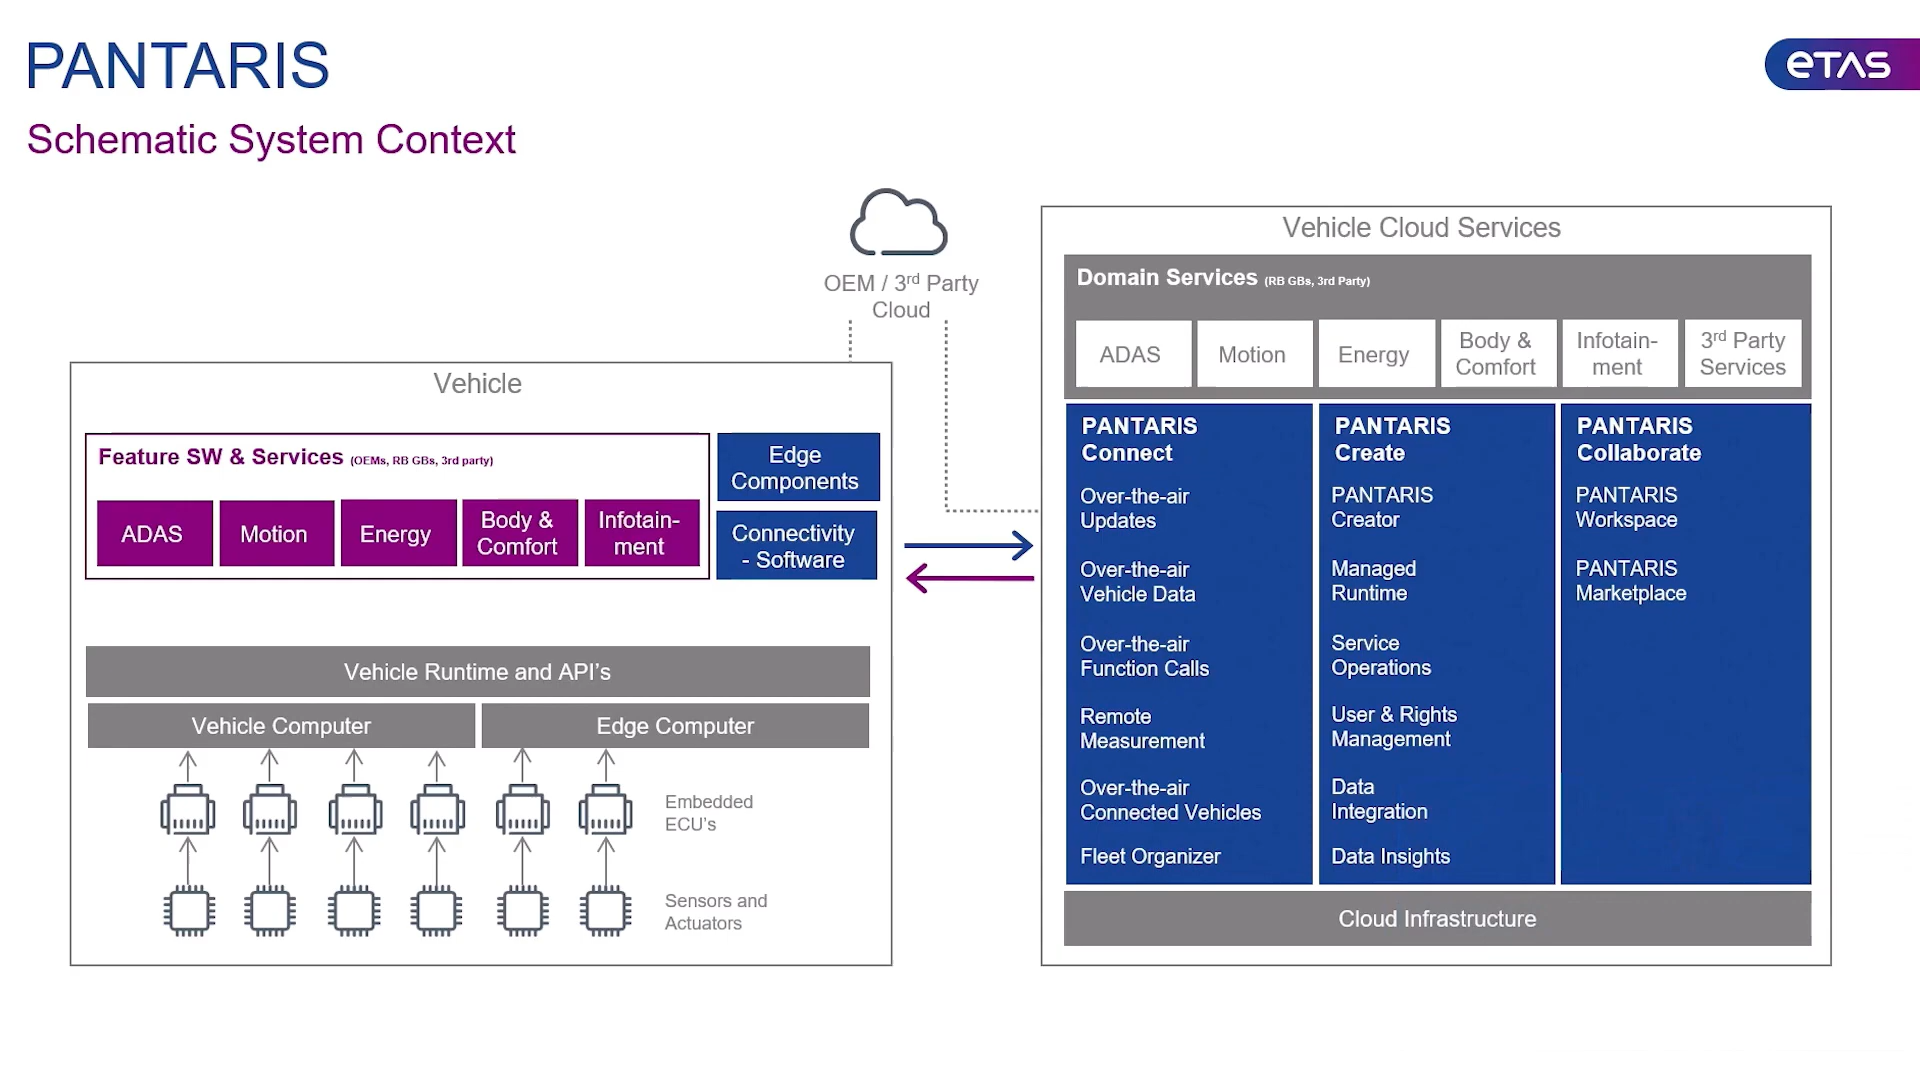 PANTARIS
eTAS
Schematic System Context
OEM / 3rd Party
Cloud
Vehicle
Feature SW & Services (OEMs, RB GBs, 3rd party)
ADAS
Motion
Energy
Body &
Comfort
Infotain-
ment
Edge
Components
Connectivity
- Software
Vehicle Runtime and API's
Vehicle Computer
Edge Computer
Embedded
ECU's
Sensors and
Actuators
Vehicle Cloud Services
Domain Services (RB GBs, 3rd Party)
ADAS
Motion
Energy
Body &
Comfort
Infotain-
ment
3rd Party
Services
PANTARIS
Connect
Over-the-air
Updates
Over-the-air
Vehicle Data
Over-the-air
Function Calls
Remote
Measurement
Over-the-air
Connected Vehicles
Fleet Organizer
PANTARIS
Create
PANTARIS
Creator
Managed
Runtime
Service
Operations
User & Rights
Management
Data
Integration
Data Insights
PANTARIS
Collaborate
PANTARIS
Workspace
PANTARIS
Marketplace
Cloud Infrastructure